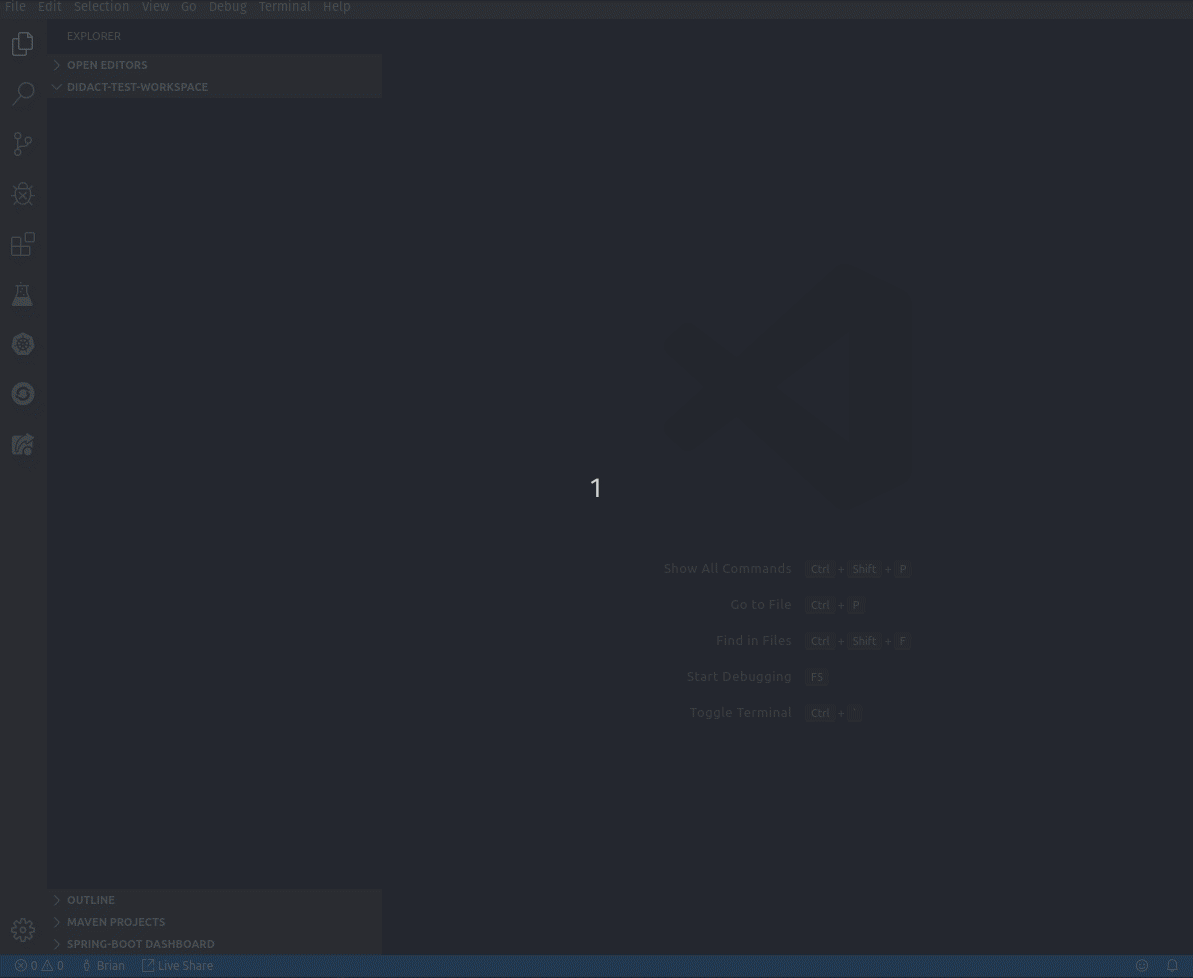 File Edit Selection View Go Debug Terminal Help
EXPLORER
OPEN EDITORS
DIDACT-TEST-WORKSPACE
1
Show All Commands Ctrl + Shift + P
Go to File Ctrl + P
Find in Files Ctrl + Shift + F
Start Debugging F5
Toggle Terminal Ctrl + `
OUTLINE
MAVEN PROJECTS
SPRING-BOOT DASHBOARD
0 0 Brian Live Share